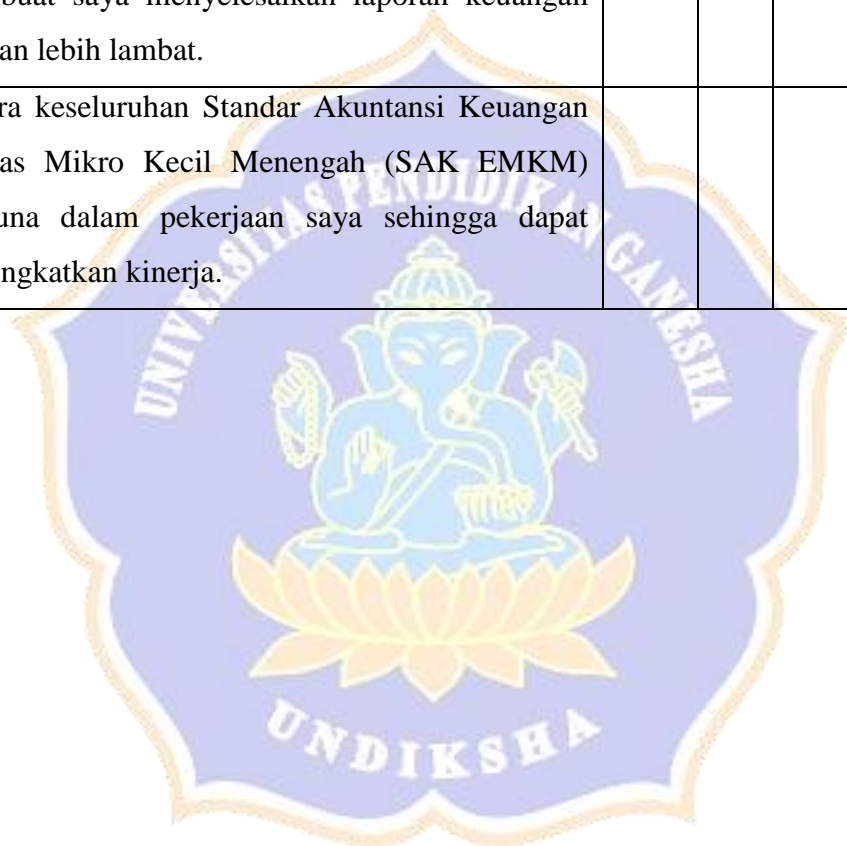 buat saya menyelesaikan laporan keuangan
an lebih lambat.
ra keseluruhan Standar Akuntansi Keuangan
as Mikro Kecil Menengah (SAK EMKM)
una dalam pekerjaan saya sehingga dapat
ngkatkan kinerja.
UNIVERSITAS PENDIDIKAN GANESHA
UNDIKSHA